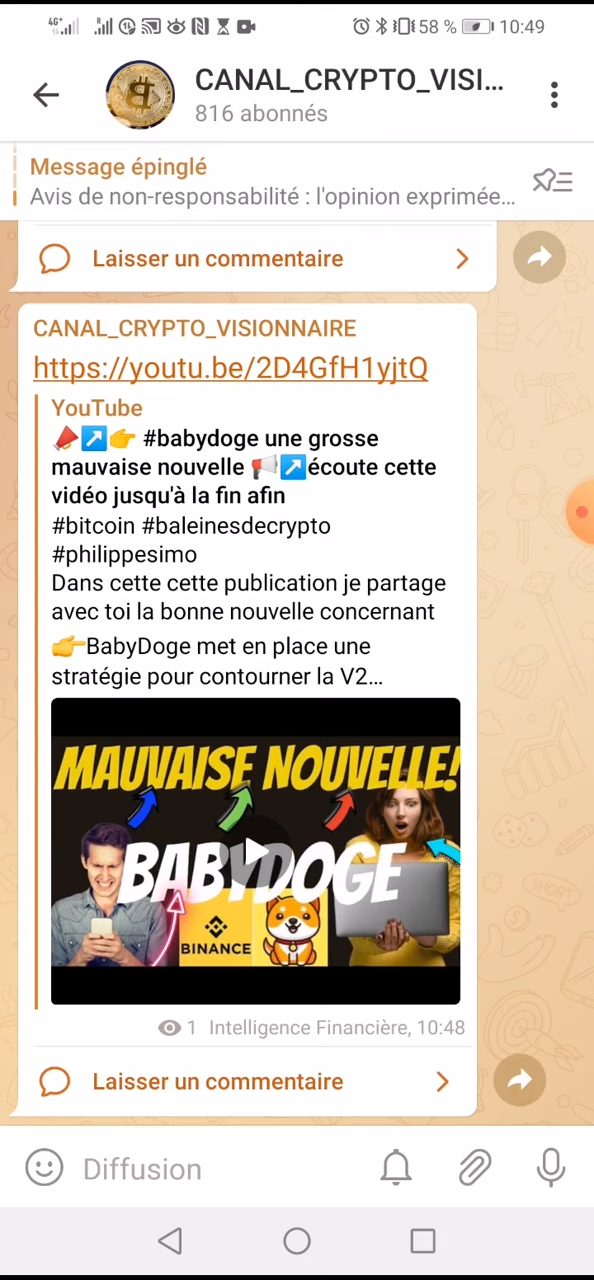 4G+ R 58 % 10:49
CANAL_CRYPTO_VISI...
816 abonnés
Message épinglé
Avis de non-responsabilité : l'opinion exprimée...
Laisser un commentaire
CANAL_CRYPTO_VISIONNAIRE
https://youtu.be/2D4GfH1yjtQ
YouTube
📣↗️👉 #babydoge une grosse
mauvaise nouvelle 📢↗️écoute cette
vidéo jusqu'à la fin afin
#bitcoin #baleinesdecrypto
#philippesimo
Dans cette cette publication je partage
avec toi la bonne nouvelle concernant
👉BabyDoge met en place une
stratégie pour contourner la V2...
MAUVAISE NOUVELLE!
BABYDOGE
BINANCE
1 Intelligence Financière, 10:48
Laisser un commentaire
Diffusion